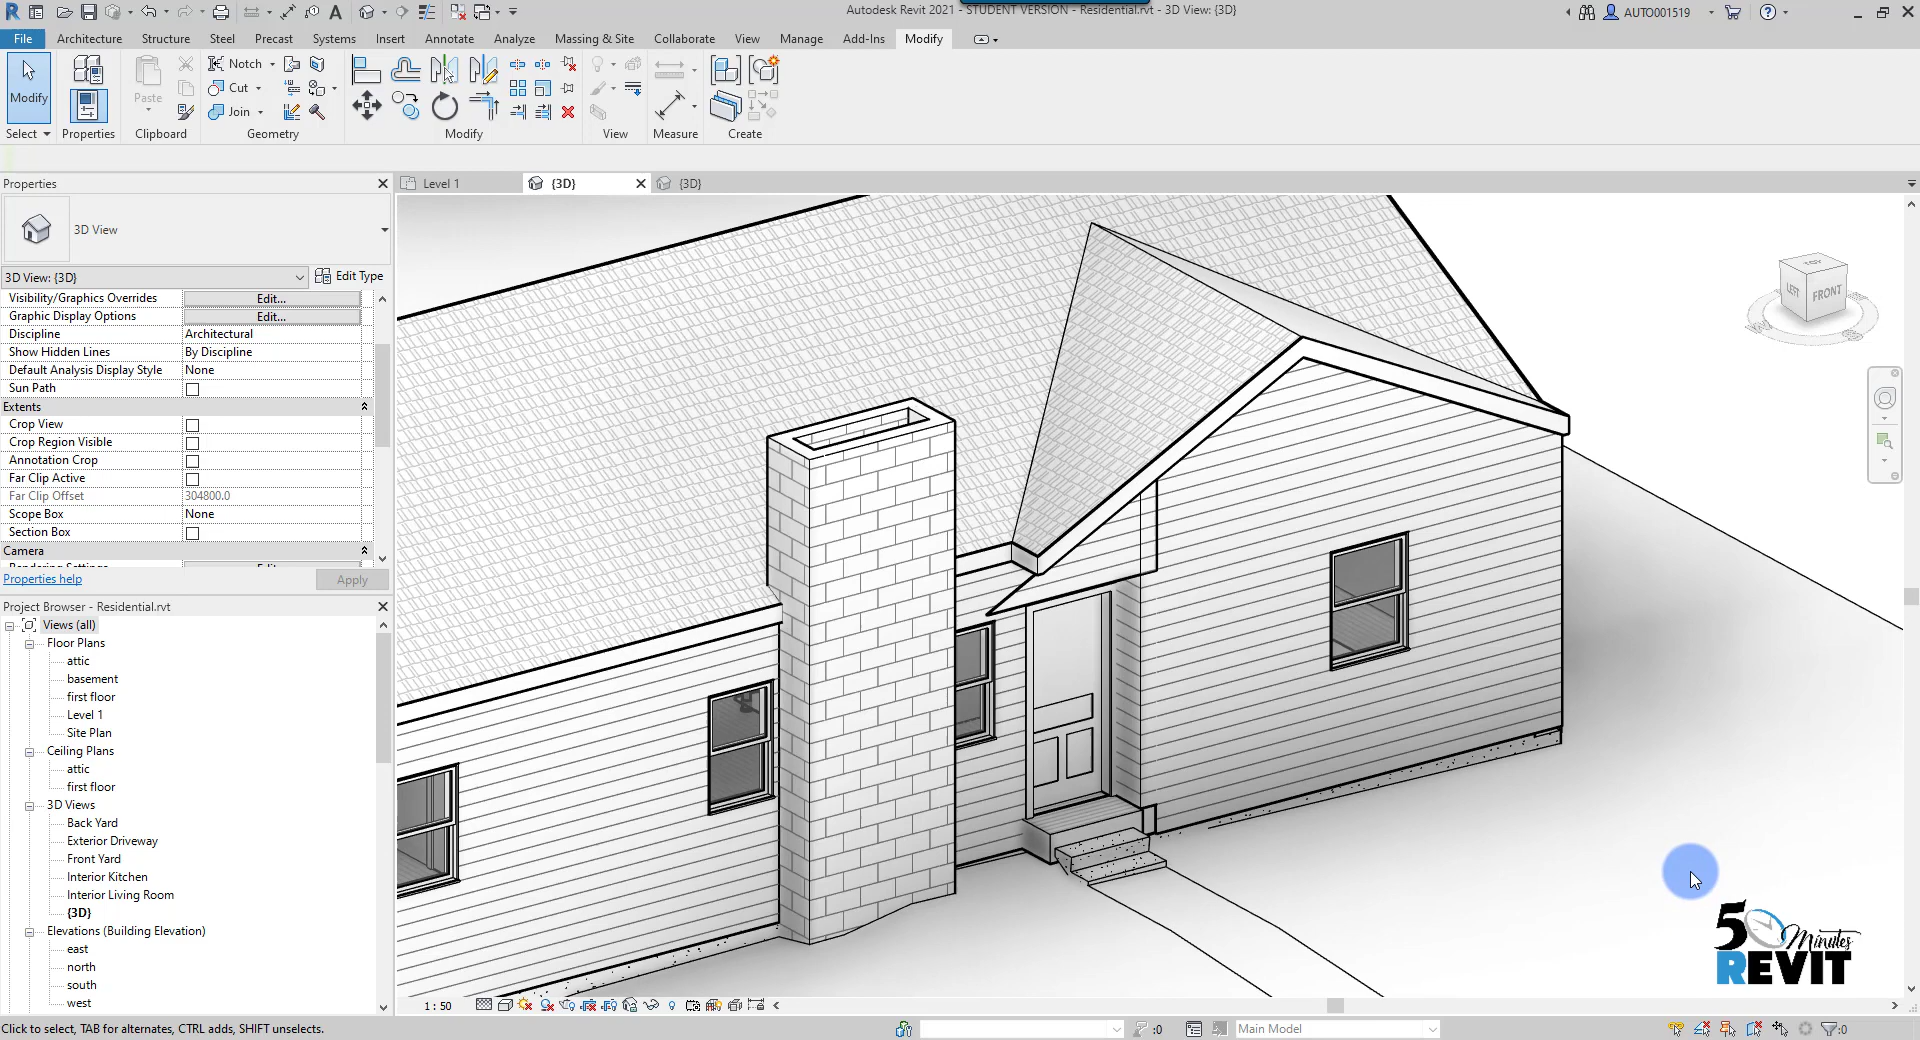 Autodesk Revit 2021 - STUDENT VERSION - Residential.rvt - 3D View: {3D}
AUTO001519
File Architecture Structure Steel Precast Systems Insert Annotate Analyze Massing & Site Collaborate View Manage Add-Ins Modify
Modify
Paste
Notch
Cut
Join
Select Properties Clipboard Geometry Modify View Measure Create
Properties
Level 1 {3D} {3D}
3D View
3D View: {3D} Edit Type
Visibility/Graphics Overrides Edit...
Graphic Display Options Edit...
Discipline Architectural
Show Hidden Lines By Discipline
Default Analysis Display Style None
Sun Path
Extents
Crop View
Crop Region Visible
Annotation Crop
Far Clip Active
Far Clip Offset 304800.0
Scope Box None
Section Box
Camera
Properties help Apply
Project Browser - Residential.rvt
Views (all)
Floor Plans
attic
basement
first floor
Level 1
Site Plan
Ceiling Plans
attic
first floor
3D Views
Back Yard
Exterior Driveway
Front Yard
Interior Kitchen
Interior Living Room
{3D}
Elevations (Building Elevation)
east
north
south
west
TOP
LEFT FRONT
5 Minutes
REVIT
1 : 50
Click to select, TAB for alternates, CTRL adds, SHIFT unselects.
:0
Main Model
:0